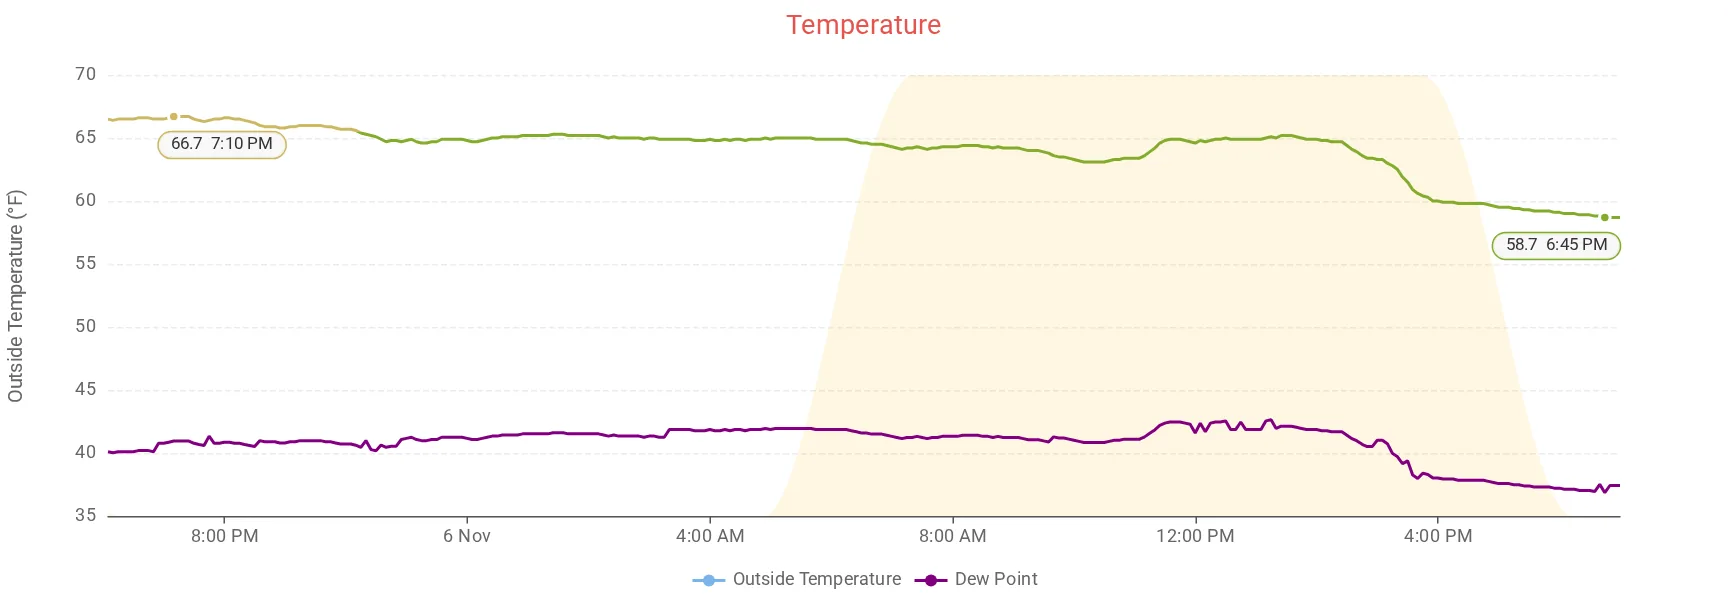 Temperature
Outside Temperature (°F)
70
65
60
55
50
45
40
35
66.7 7:10 PM
58.7 6:45 PM
8:00 PM 6 Nov 4:00 AM 8:00 AM 12:00 PM 4:00 PM
Outside Temperature Dew Point